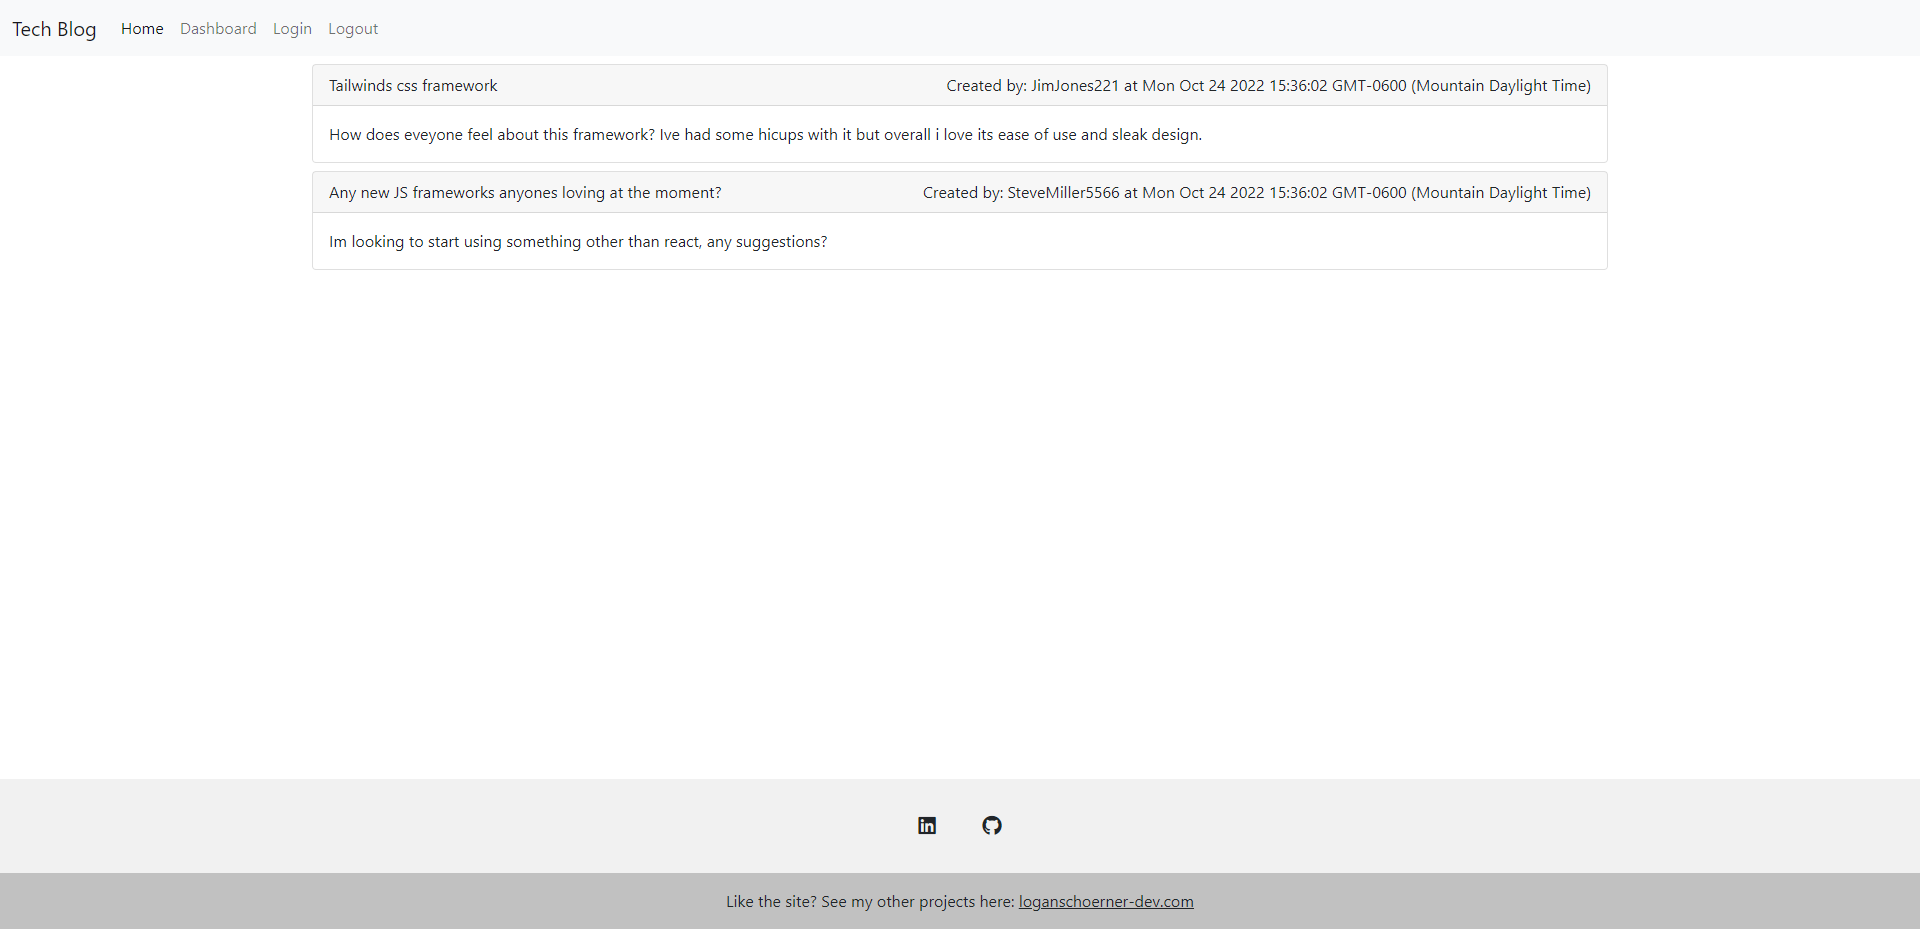 Tech Blog Home Dashboard Login Logout
Tailwinds css framework Created by: JimJones221 at Mon Oct 24 2022 15:36:02 GMT-0600 (Mountain Daylight Time)
How does eveyone feel about this framework? Ive had some hicups with it but overall i love its ease of use and sleak design.
Any new JS frameworks anyones loving at the moment? Created by: SteveMiller5566 at Mon Oct 24 2022 15:36:02 GMT-0600 (Mountain Daylight Time)
Im looking to start using something other than react, any suggestions?
in
Like the site? See my other projects here: loganschoerner-dev.com